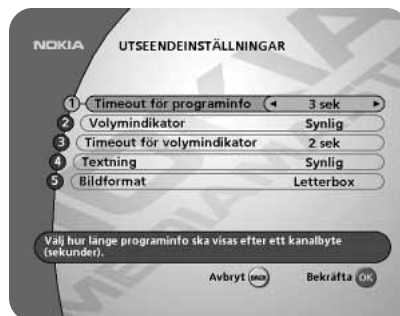 NOKIA UTSEENDEINSTÄLLNINGAR
1 Timeout för programinfo 3 sek
2 Volymindikator Synlig
3 Timeout för volymindikator 2 sek
4 Textning Synlig
5 Bildformat Letterbox
Välj hur länge programinfo ska visas efter ett kanalbyte
(sekunder).
Avbryt BACK Bekräfta OK